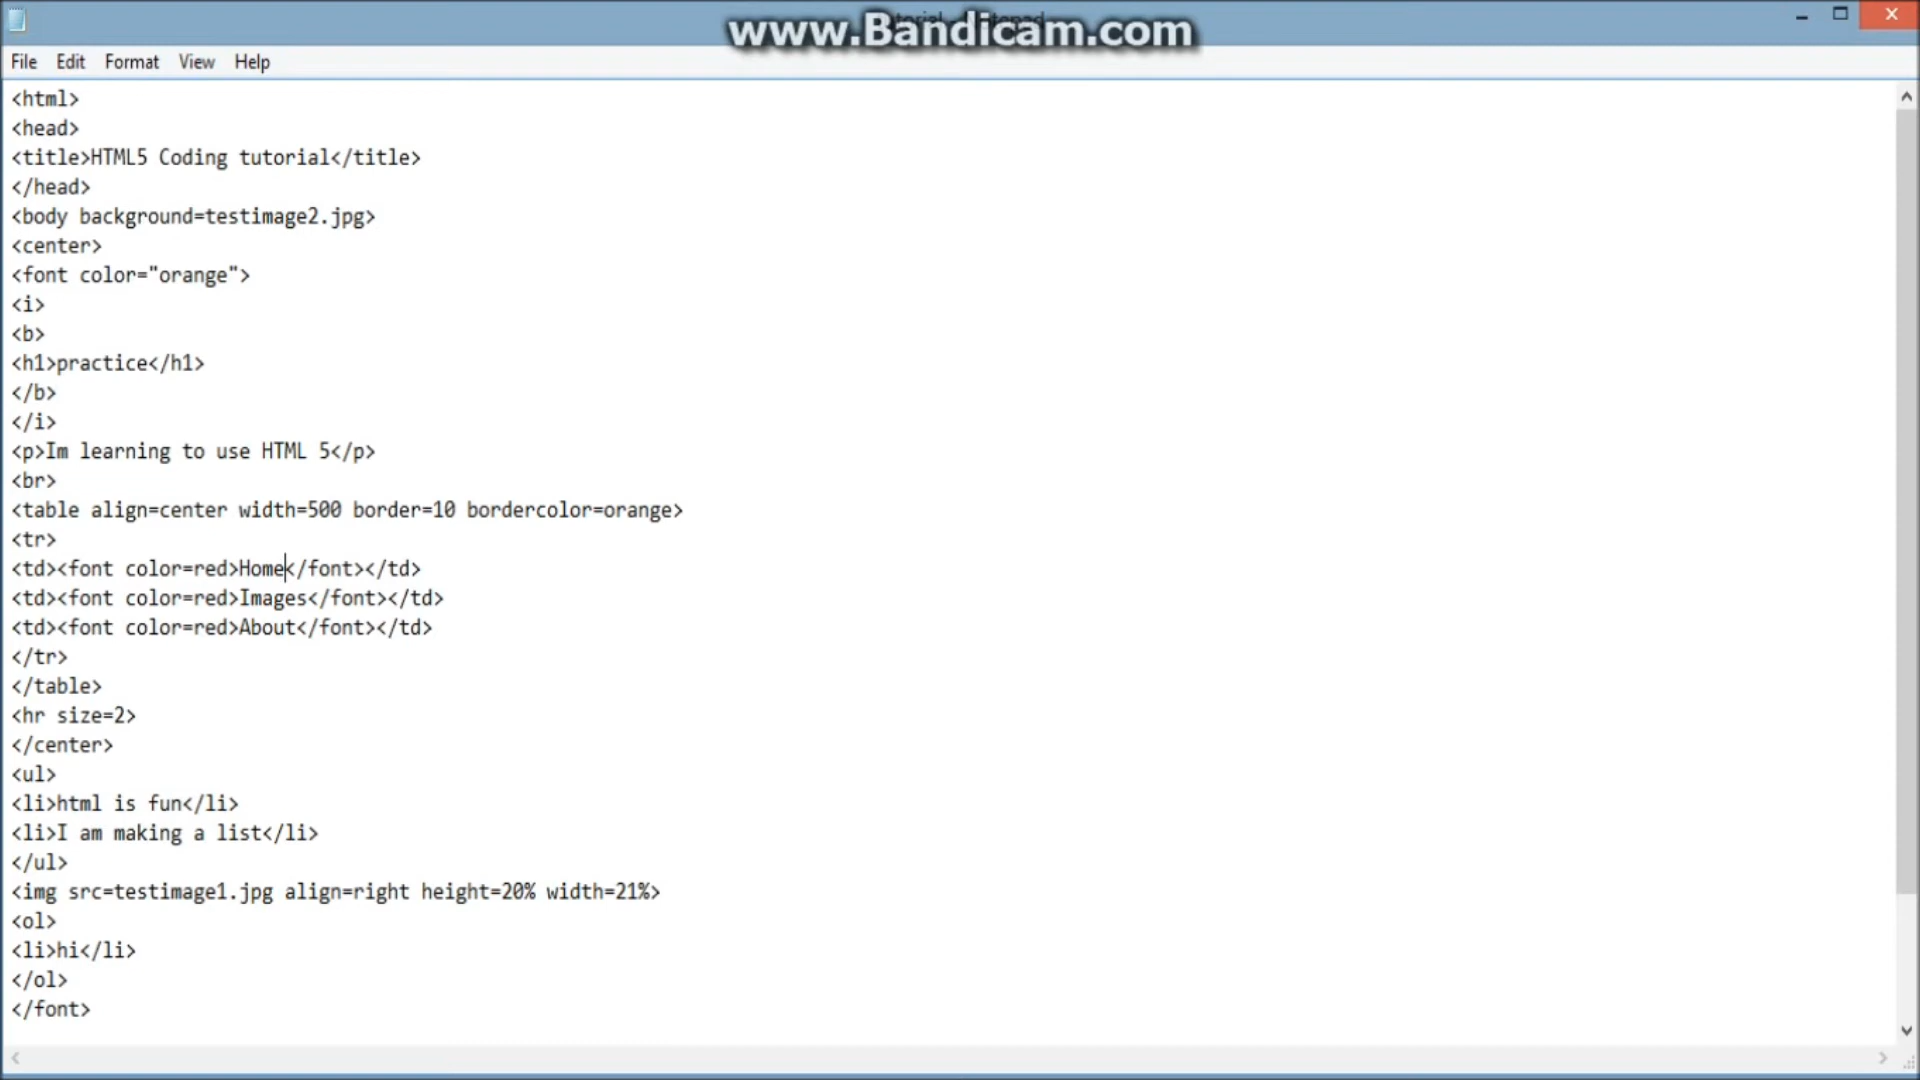 www.Bandicam.com
File Edit Format View Help
<html>
<head>
<title>HTML5 Coding tutorial</title>
</head>
<body background=testimage2.jpg>
<center>
<font color="orange">
<i>
<b>
<h1>practice</h1>
</b>
</i>
<p>Im learning to use HTML 5</p>
<br>
<table align=center width=500 border=10 bordercolor=orange>
<tr>
<td><font color=red>Home</font></td>
<td><font color=red>Images</font></td>
<td><font color=red>About</font></td>
</tr>
</table>
<hr size=2>
</center>
<ul>
<li>html is fun</li>
<li>I am making a list</li>
</ul>
<img src=testimage1.jpg align=right height=20% width=21%>
<ol>
<li>hi</li>
</ol>
</font>